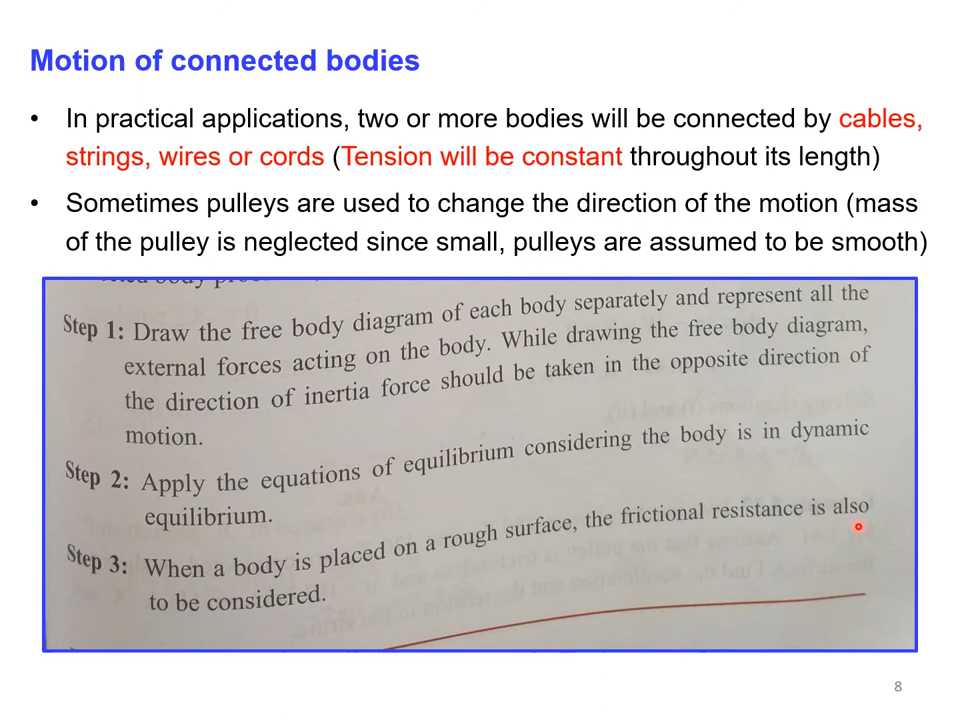 Motion of connected bodies
• In practical applications, two or more bodies will be connected by cables,
strings, wires or cords (Tension will be constant throughout its length)
• Sometimes pulleys are used to change the direction of the motion (mass
of the pulley is neglected since small, pulleys are assumed to be smooth)
Step 1: Draw the free body diagram of each body separately and represent all the
external forces acting on the body. While drawing the free body diagram,
the direction of inertia force should be taken in the opposite direction of
motion.
Step 2: Apply the equations of equilibrium considering the body is in dynamic
equilibrium.
Step 3: When a body is placed on a rough surface, the frictional resistance is also
to be considered.
8